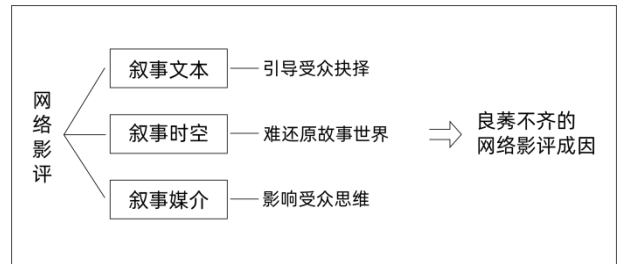 网络影评
叙事文本
引导受众抉择
叙事时空
难还原故事世界
叙事媒介
影响受众思维
良莠不齐的
网络影评成因